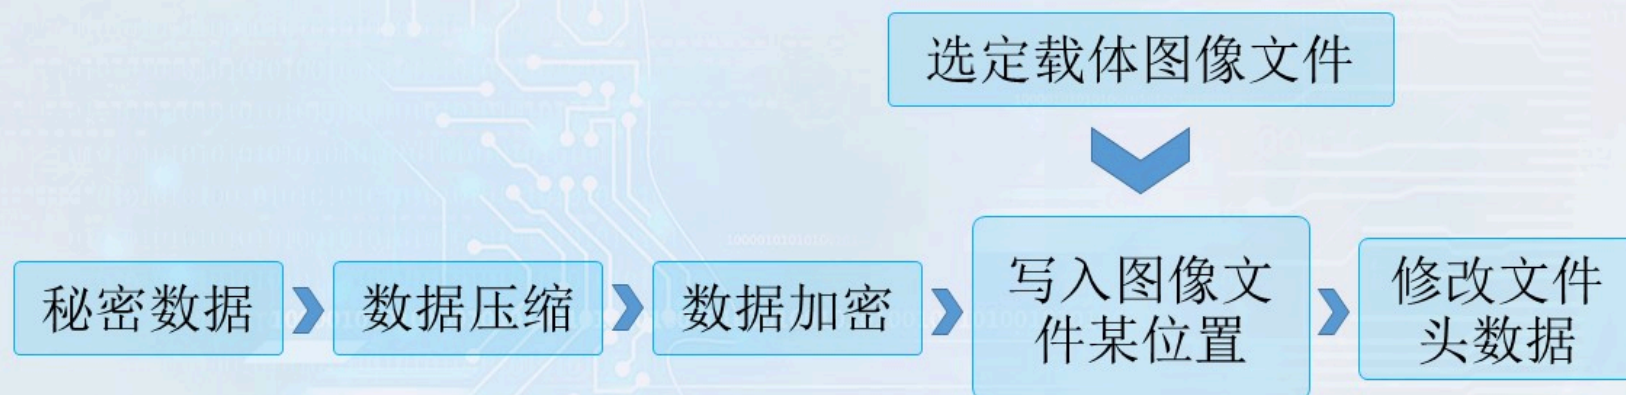 选定载体图像文件
秘密数据
数据压缩
数据加密
写入图像文
件某位置
修改文件
头数据